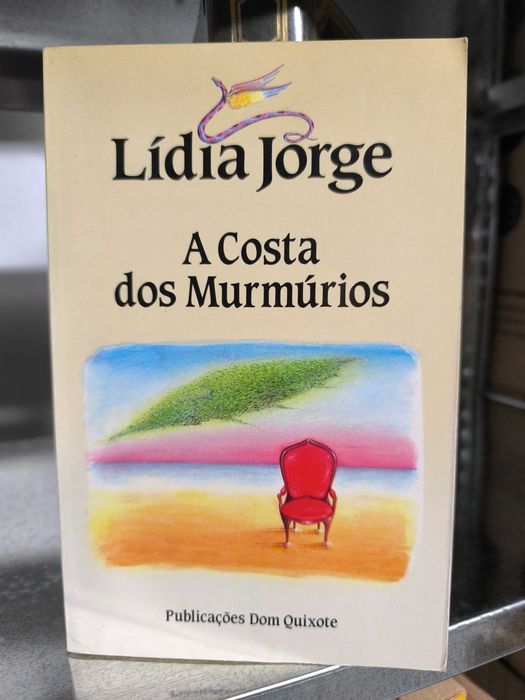 Lídia Jorge
A Costa
dos Murmúrios
Publicações Dom Quixote